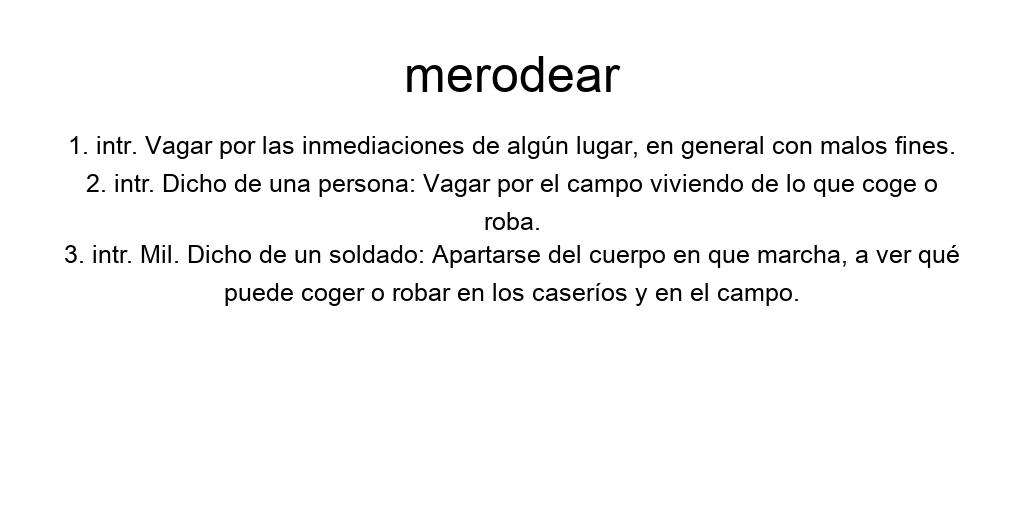 merodear
1. intr. Vagar por las inmediaciones de algún lugar, en general con malos fines.
2. intr. Dicho de una persona: Vagar por el campo viviendo de lo que coge o
roba.
3. intr. Mil. Dicho de un soldado: Apartarse del cuerpo en que marcha, a ver qué
puede coger o robar en los caseríos y en el campo.